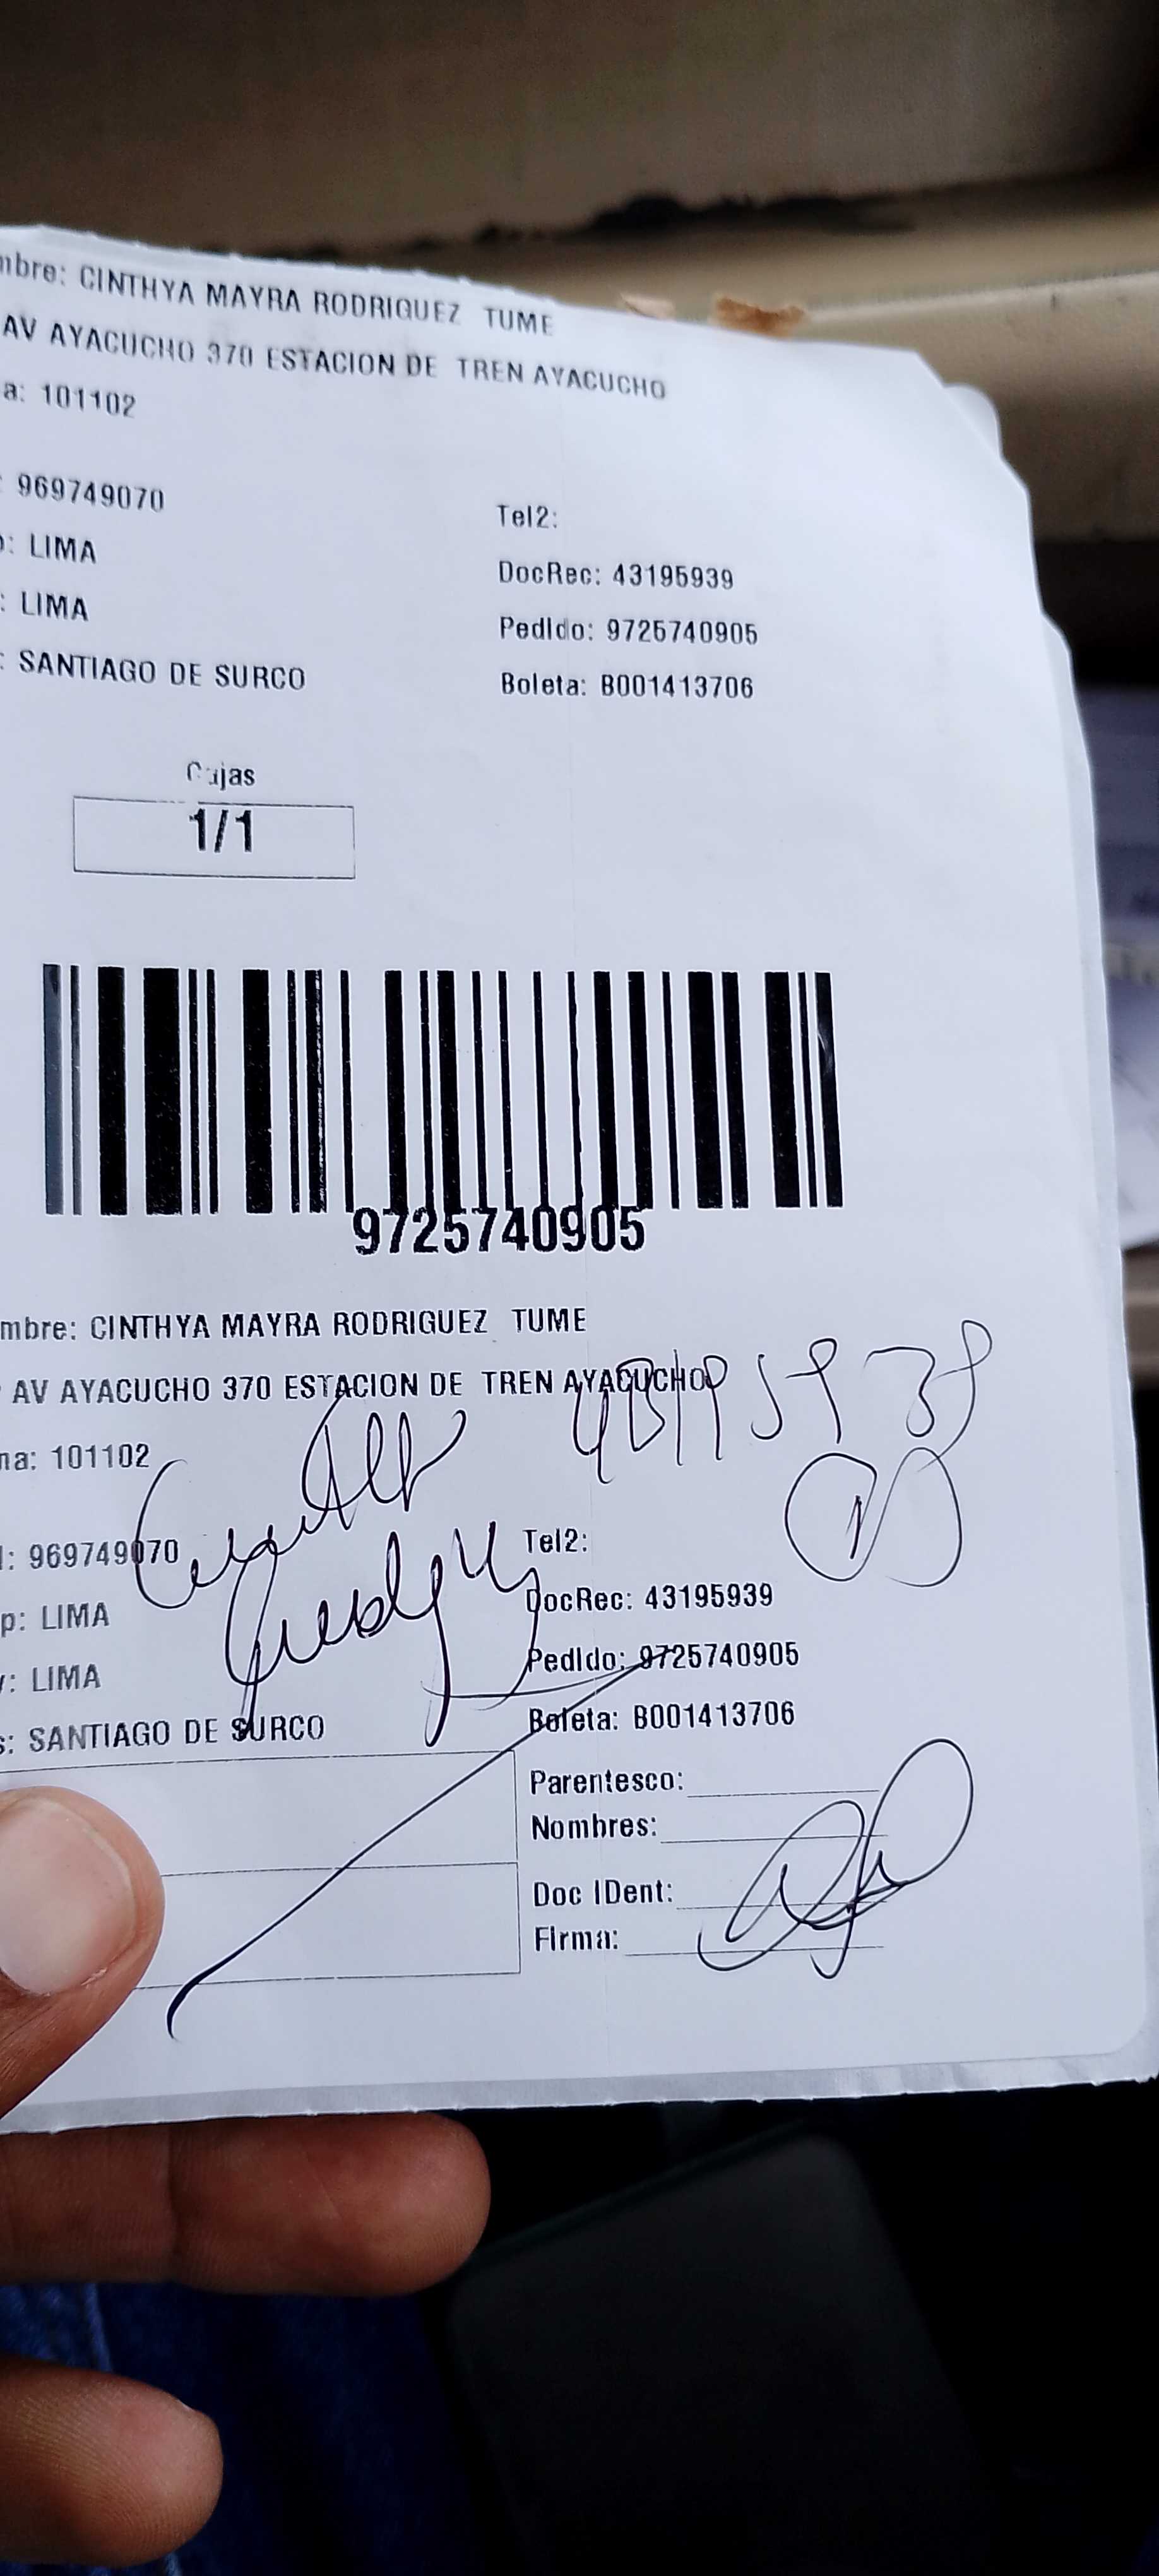 mbre: CINTHYA MAYRA RODRIGUEZ TUME
AV AYACUCHO 370 ESTACION DE TREN AYACUCHO
a: 101102
: 969749070
Tel2:
: LIMA
DocRec: 43195939
: LIMA
Pedido: 9725740905
: SANTIAGO DE SURCO
Boleta: B001413706
Cajas
1/1
9725740905
mbre: CINTHYA MAYRA RODRIGUEZ TUME
AV AYACUCHO 370 ESTACION DE TREN AYACUCHO
43195939
na: 101102
: 969749070
Tel2:
p: LIMA
DocRec: 43195939
: LIMA
Pedido: 9725740905
s: SANTIAGO DE SURCO
Boleta: B001413706
Parentesco:
Nombres:
Doc IDent:
Firma: